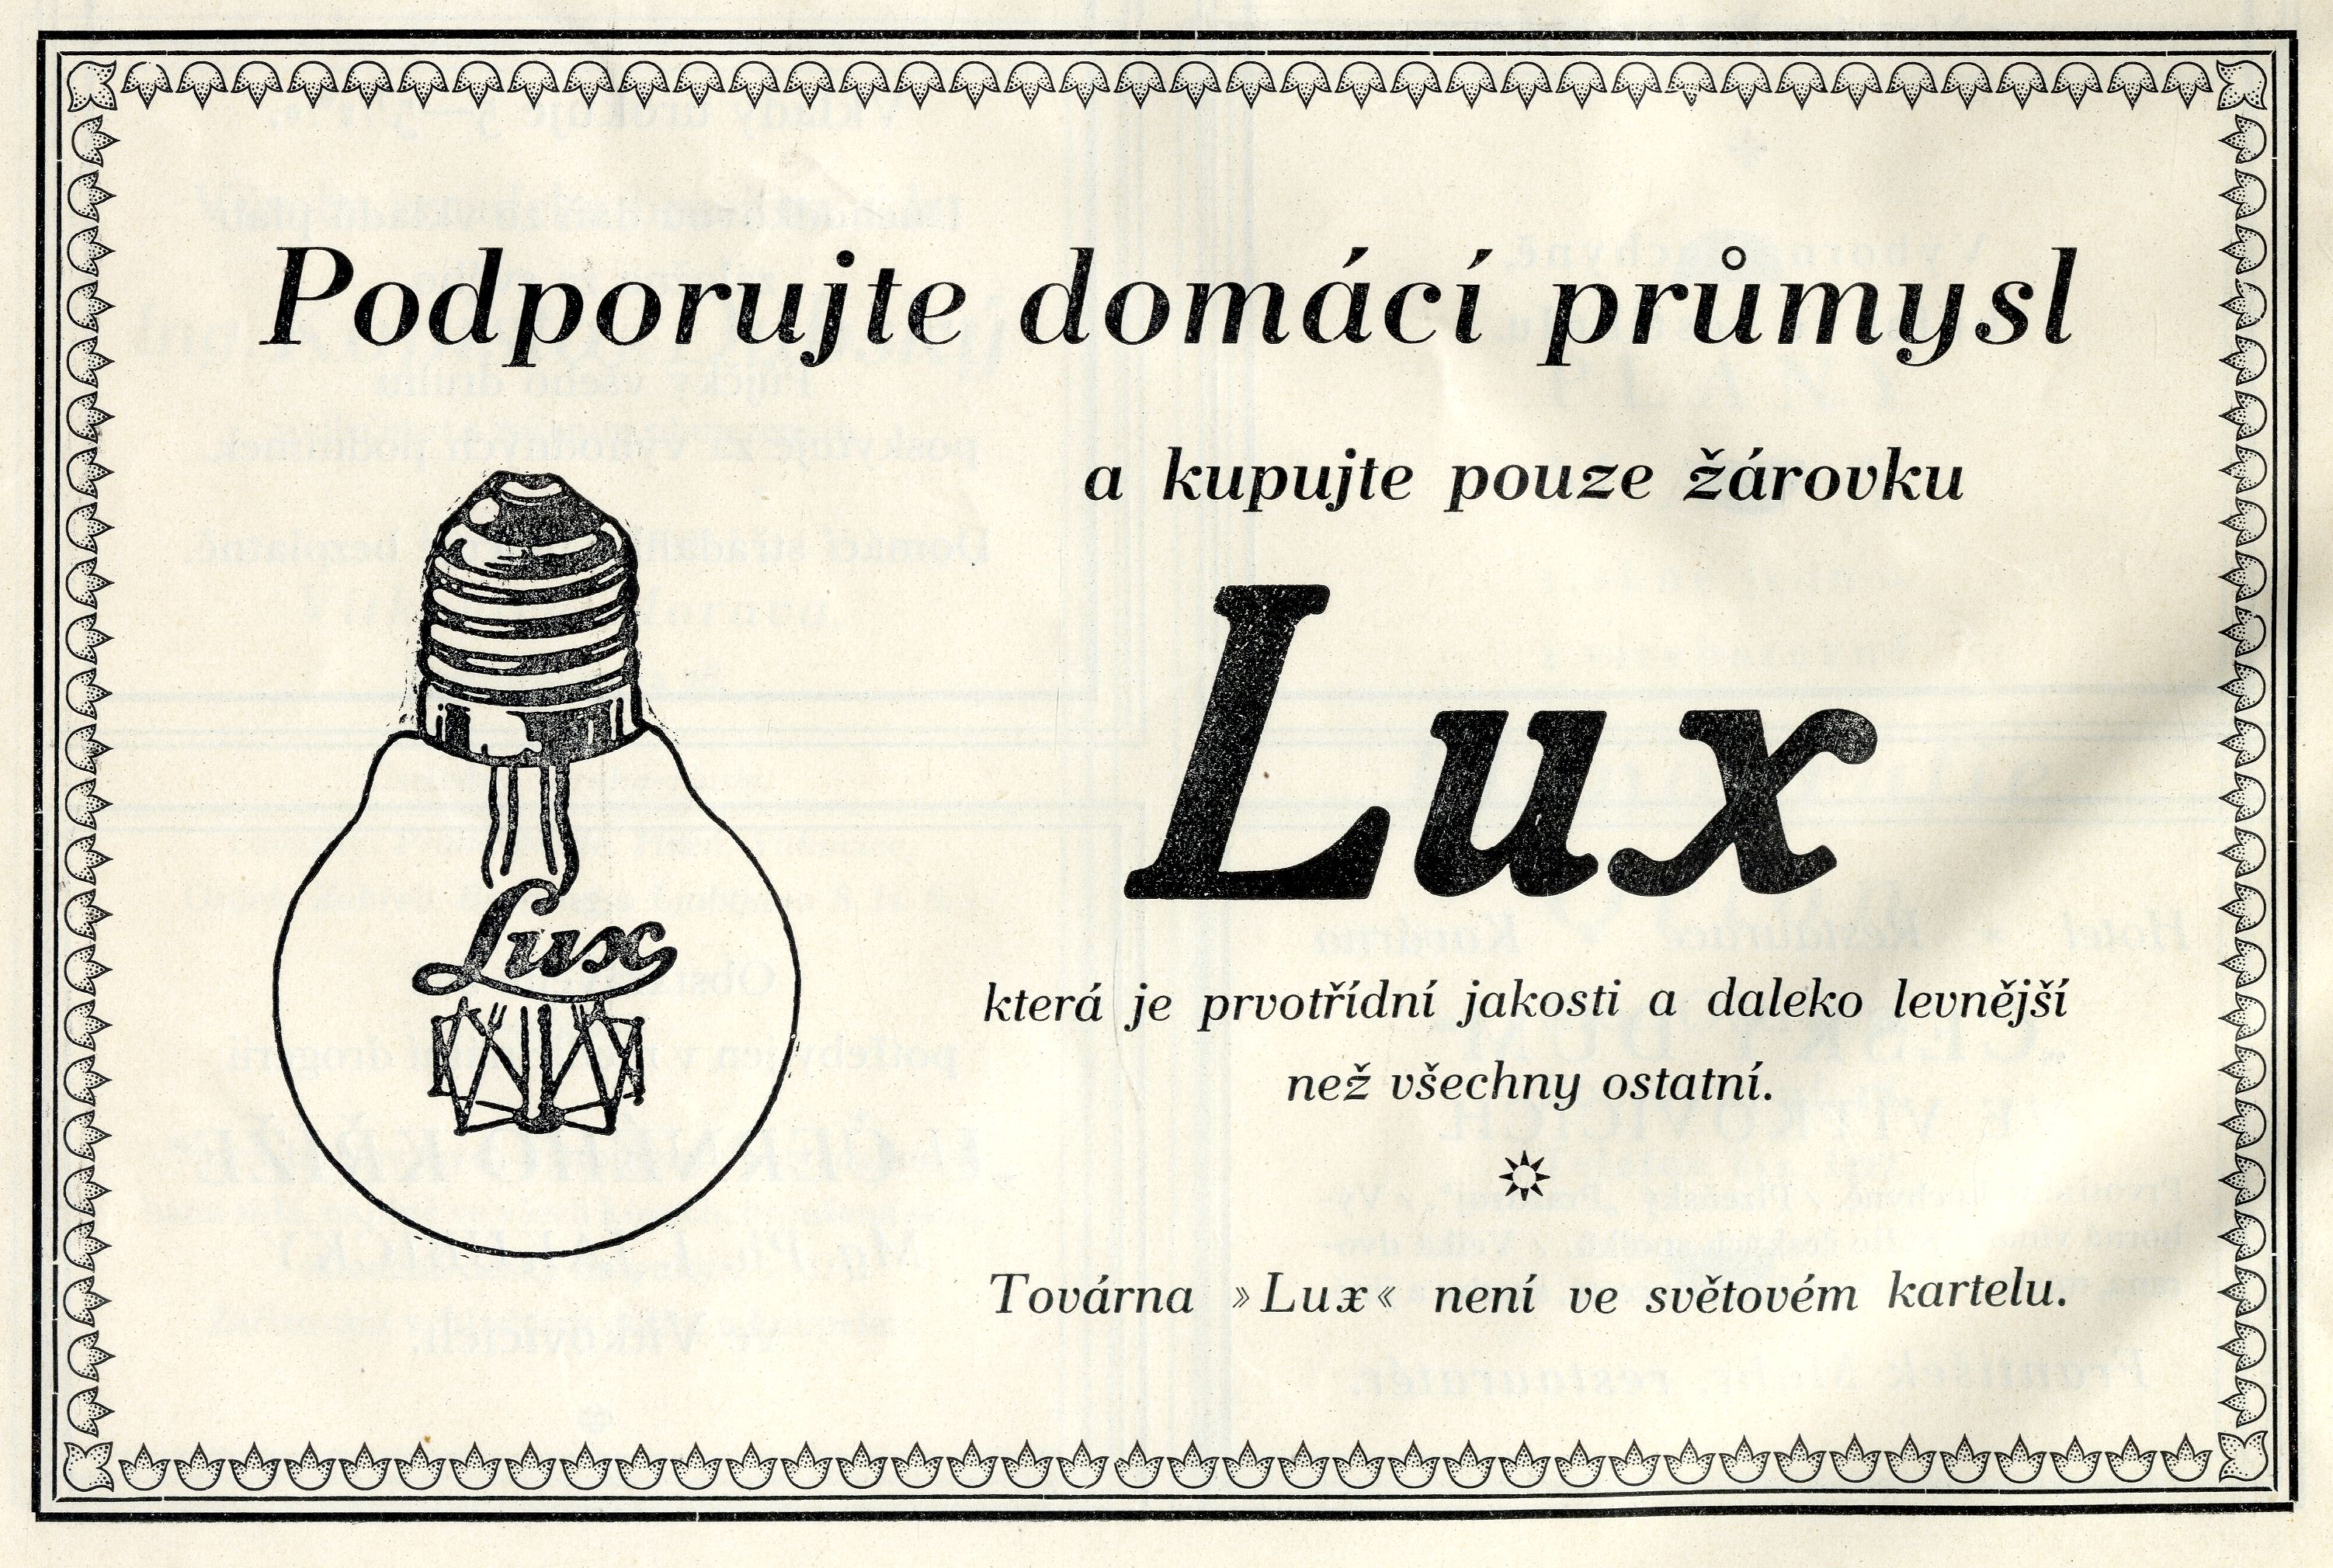 Podporujte domácí průmysl
a kupujte pouze žárovku
Lux
Lux
která je prvotřídní jakosti a daleko levnější
než všechny ostatní.
Továrna »Lux« není ve světovém kartelu.